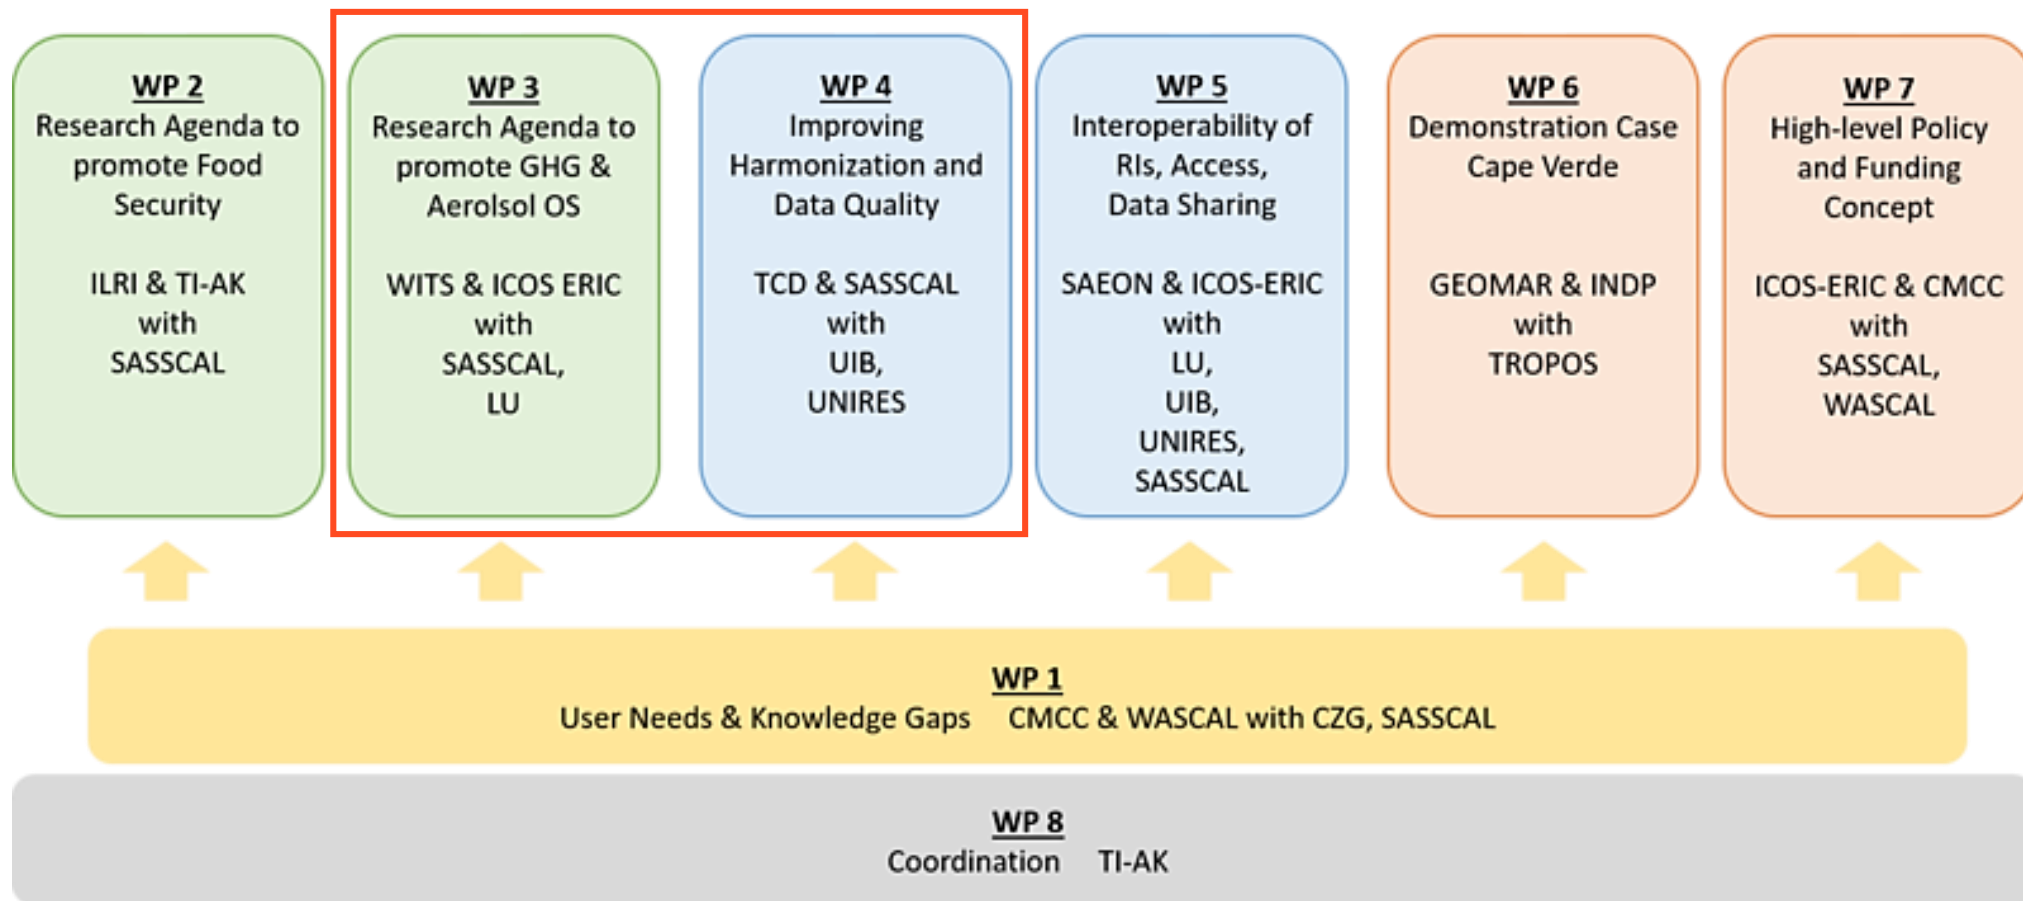 WP 2
Research Agenda to
promote Food
Security
ILRI & TI-AK
with
SASSCAL
WP 3
Research Agenda to
promote GHG &
Aerolsol OS
WITS & ICOS ERIC
with
SASSCAL,
LU
WP 4
Improving
Harmonization and
Data Quality
TCD & SASSCAL
with
UIB,
UNIRES
WP 5
Interoperability of
RIs, Access,
Data Sharing
SAEON & ICOS-ERIC
with
LU,
UIB,
UNIRES,
SASSCAL
WP 6
Demonstration Case
Cape Verde
GEOMAR & INDP
with
TROPOS
WP 7
High-level Policy
and Funding
Concept
ICOS-ERIC & CMCC
with
SASSCAL,
WASCAL
WP 1
User Needs & Knowledge Gaps CMCC & WASCAL with CZG, SASSCAL
WP 8
Coordination TI-AK